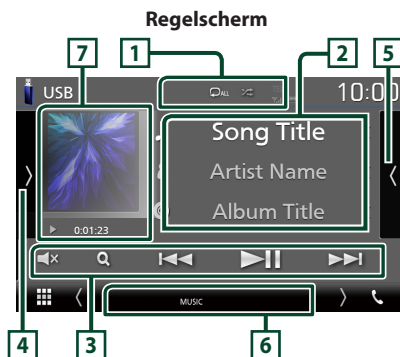 Regelscherm
7
1
2
5
USB
ALL
10:00
Song Title
Artist Name
Album Title
0:01:23
MUSIC
4
3
6